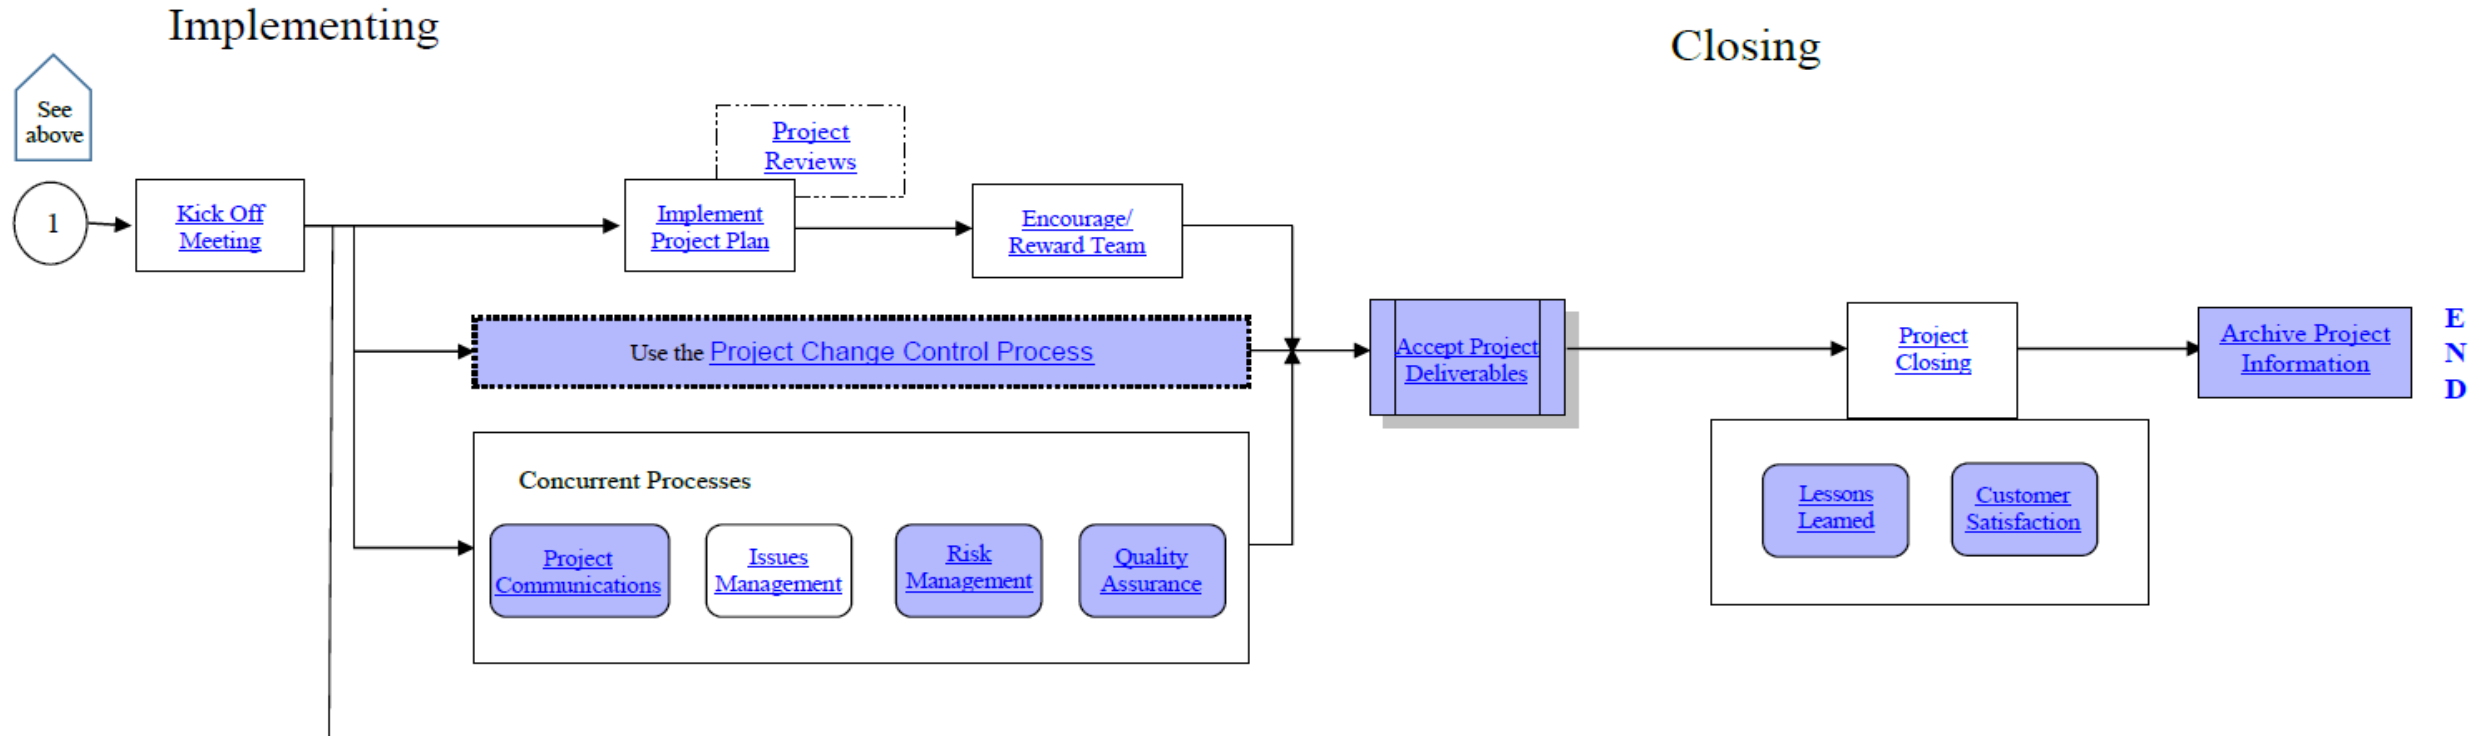 Implementing
Closing
See
above
Project
Reviews
1
Kick Off
Meeting
Implement
Project Plan
Encourage/
Reward Team
Use the Project Change Control Process
Accept Project
Deliverables
Project
Closing
Archive Project
Information
E
N
D
Concurrent Processes
Project
Communications
Issues
Management
Risk
Management
Quality
Assurance
Lessons
Learned
Customer
Satisfaction